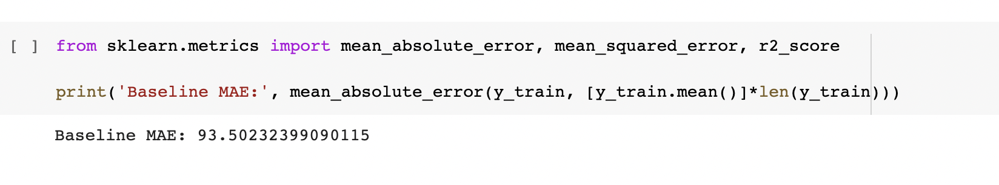 [ ] from sklearn.metrics import mean_absolute_error, mean_squared_error, r2_score
print('Baseline MAE:', mean_absolute_error(y_train, [y_train.mean()]*len(y_train)))
Baseline MAE: 93.50232399090115